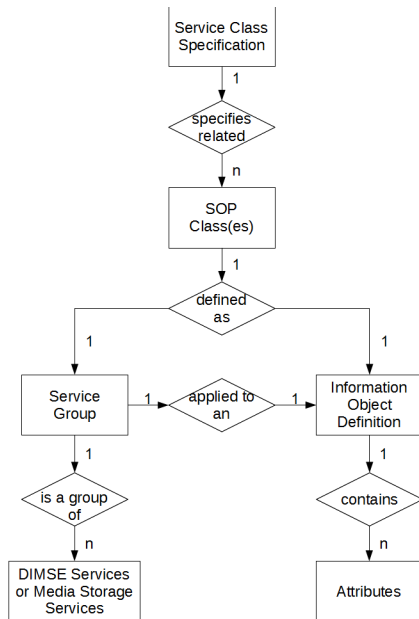 Service Class
Specification
1
specifies
related
n
SOP
Class(es)
1
defined
as
1
1
Service
Group
1
applied to
an
1
Information
Object
Definition
1
1
is a group
of
contains
n
n
DIMSE Services
or Media Storage
Services
Attributes